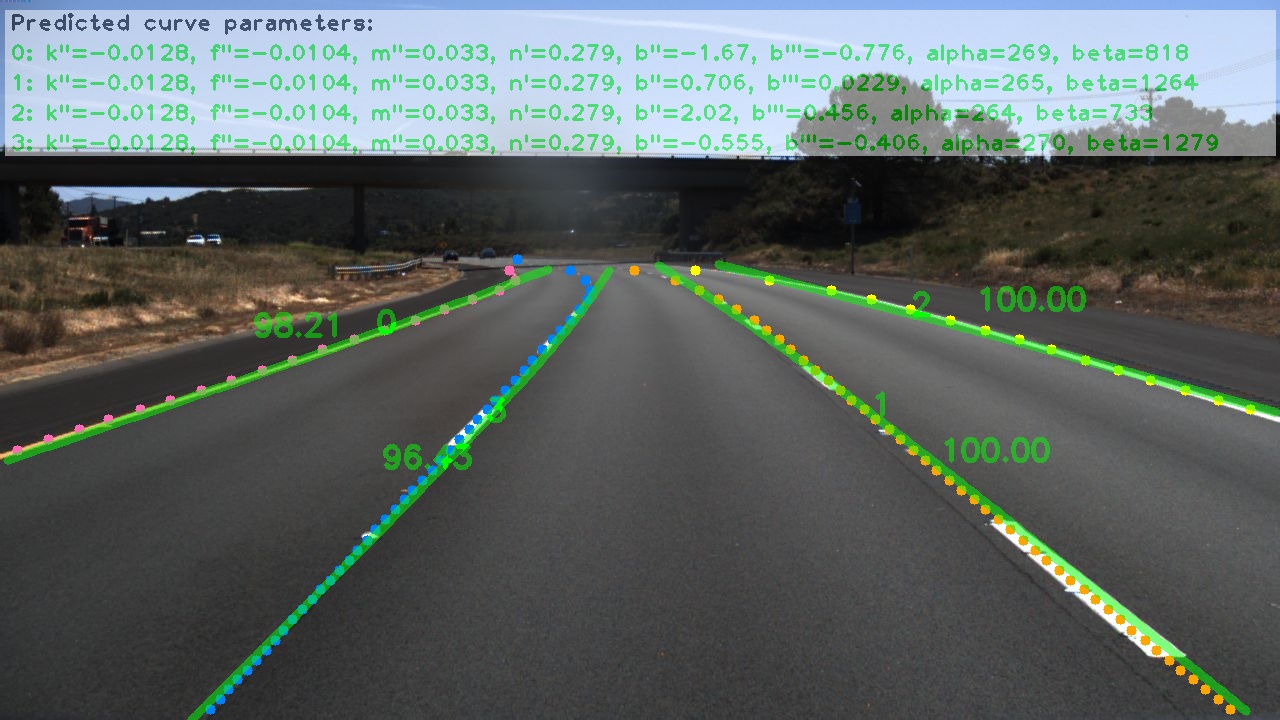 Predicted curve parameters:
0: k''=-0.0128, f''=-0.0104, m''=0.033, n'=0.279, b''=-1.67, b'''=-0.776, alpha=269, beta=818
1: k''=-0.0128, f''=-0.0104, m''=0.033, n'=0.279, b''=0.706, b'''=0.0229, alpha=265, beta=1264
2: k''=-0.0128, f''=-0.0104, m''=0.033, n'=0.279, b''=2.02, b'''=0.456, alpha=264, beta=733
3: k''=-0.0128, f''=-0.0104, m''=0.033, n'=0.279, b''=-0.555, b'''=-0.406, alpha=270, beta=1279
2 100.00
98.21 0
1
3
100.00